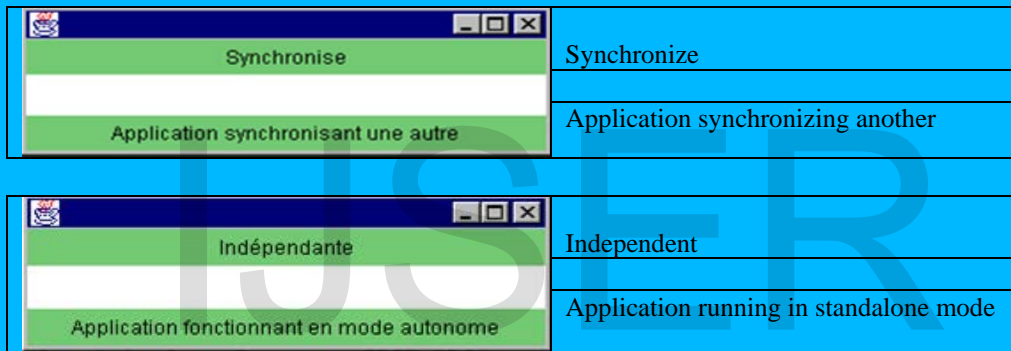 Synchronise
Synchronize
Application synchronisant une autre
Application synchronizing another
Indépendante
Independent
Application fonctionnant en mode autonome
Application running in standalone mode
IJSER